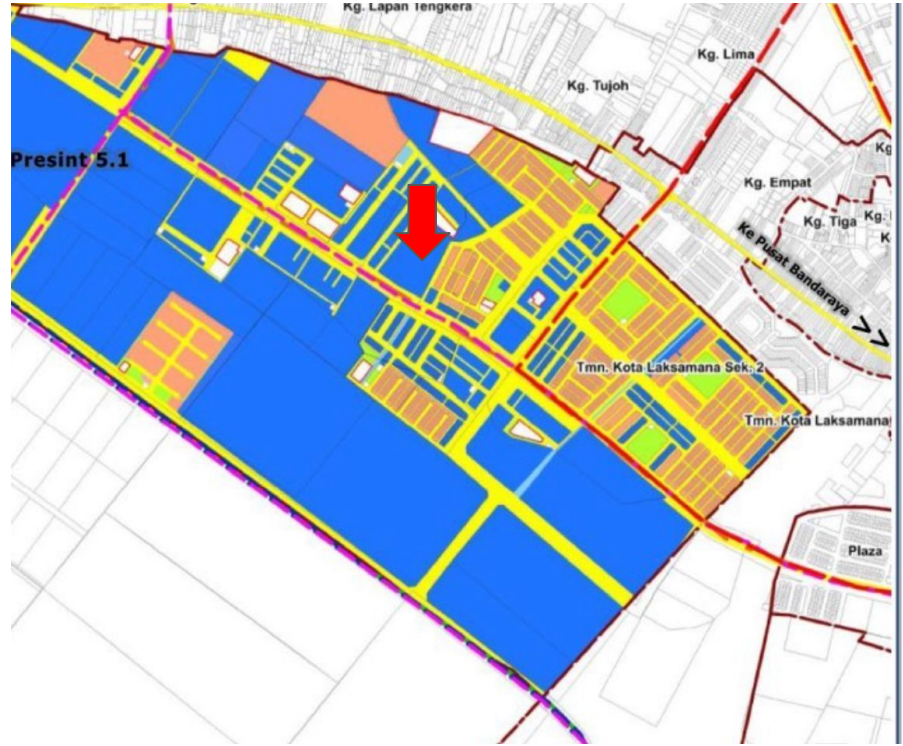 Kg. Lapan Tengkera
Kg. Lima
Kg. Tujoh
Kg
Presint 5.1
Kg. Empat
Kg. Tiga
Kg.
K
Ke Pusat Bandaraya >>
Tmn. Kota Laksamana Sek. 2
Tmn. Kota Laksamana
Plaza